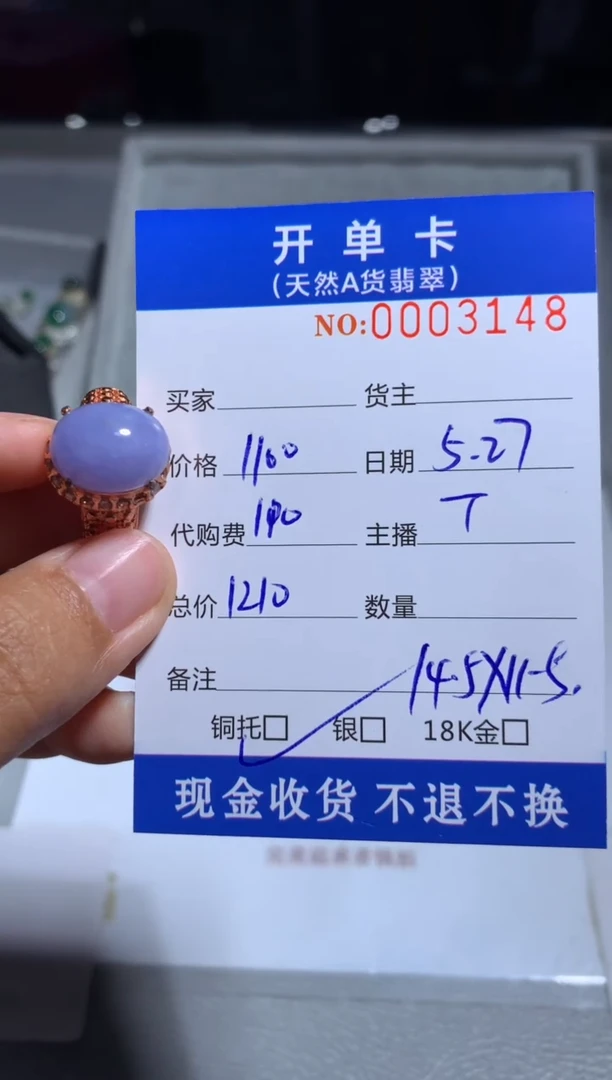 开单卡
(天然A货翡翠)
NO:0003148
买家 货主
价格 1100 日期 5.27
代购费 110 主播 T
总价 1210 数量
备注 14.5X11.5.
铜托□ 银□ 18K金□
现金收货 不退不换